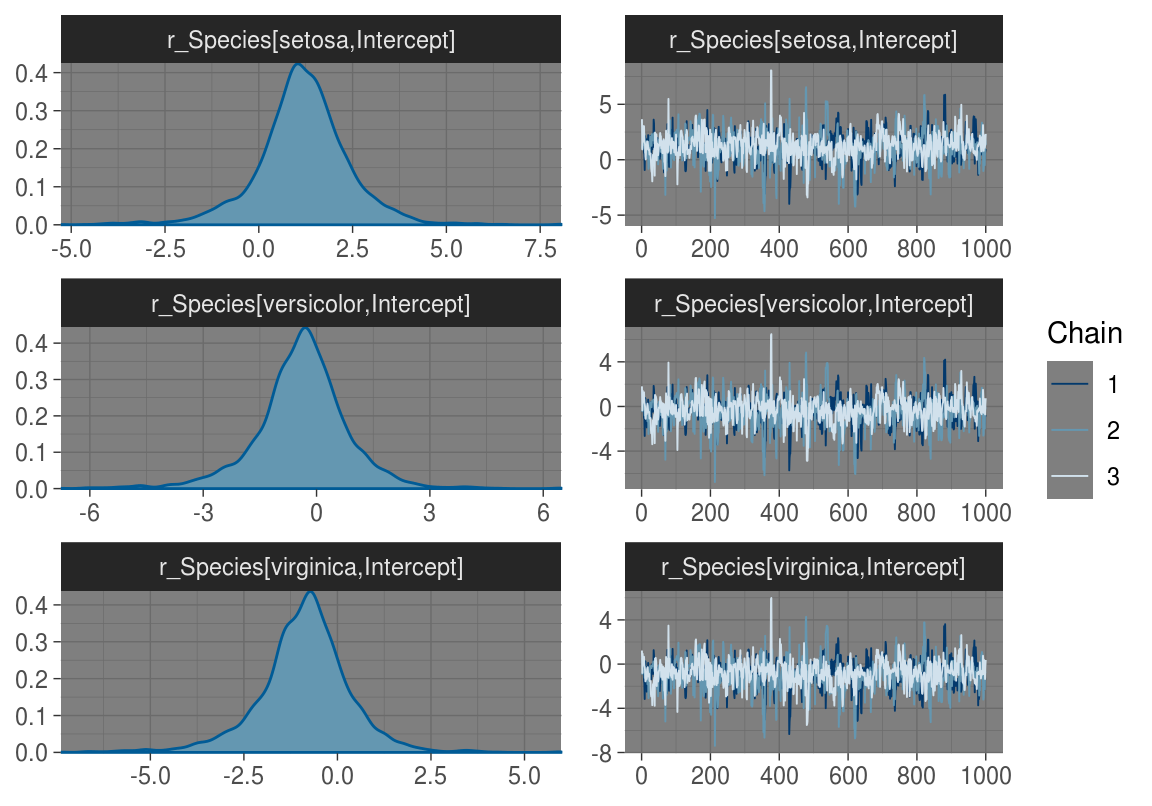 r_Species[setosa,Intercept]
0.4
0.3
0.2
0.1
0.0
-5.0 -2.5 0.0 2.5 5.0 7.5
r_Species[setosa,Intercept]
5
0
-5
0 200 400 600 800 1000
r_Species[versicolor,Intercept]
0.4
0.3
0.2
0.1
0.0
-6 -3 0 3 6
r_Species[versicolor,Intercept]
4
0
-4
0 200 400 600 800 1000
r_Species[virginica,Intercept]
0.4
0.3
0.2
0.1
0.0
-5.0 -2.5 0.0 2.5 5.0
r_Species[virginica,Intercept]
4
0
-4
-8
0 200 400 600 800 1000
Chain
1
2
3